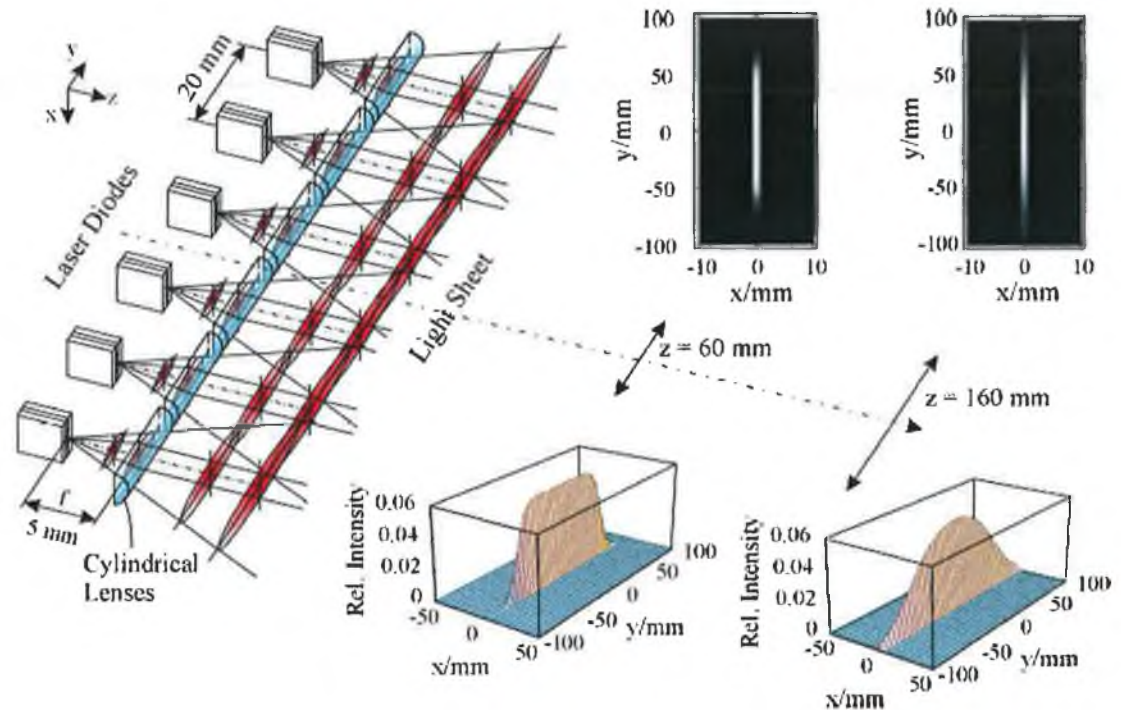 y
x
z
20 mm
Laser Diodes
Light Sheet
f
5 mm
Cylindrical
Lenses
100
50
0
-50
-100
y/mm
-10 0 10
x/mm
100
50
0
-50
-100
y/mm
-10 0 10
x/mm
z = 60 mm
z = 160 mm
Rel. Intensity
0.06
0.04
0.02
0
-50
0
50
x/mm
-100
-50
0
50
100
y/mm
Rel. Intensity
0.06
0.04
0.02
0
-50
0
50
x/mm
-100
-50
0
50
100
y/mm